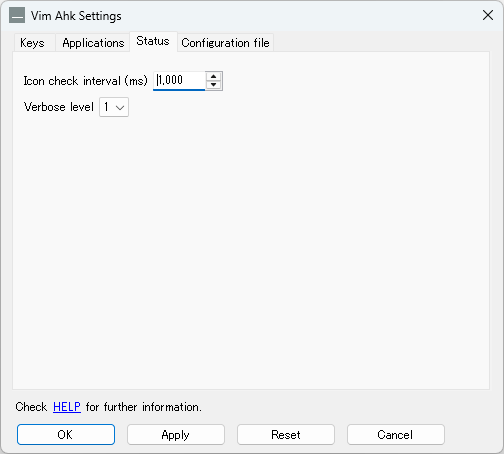 Vim Ahk Settings
Keys Applications Status Configuration file
Icon check interval (ms) 1,000
Verbose level 1
Check HELP for further information.
OK Apply Reset Cancel